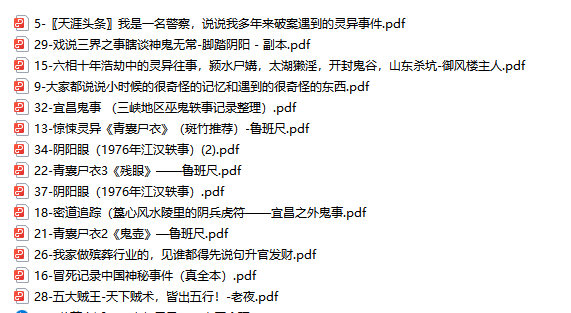 5-〖天涯头条〗我是一名警察，说说我多年来破案遇到的灵异事件.pdf
29-戏说三界之事瞎谈神鬼无常-脚踏阴阳 - 副本.pdf
15-六相十年浩劫中的灵异往事，颍水尸媾，太湖獭淫，开封鬼谷，山东杀坑-御风楼主人.pdf
9-大家都说说小时候的很奇怪的记忆和遇到的很奇怪的东西.pdf
32-宜昌鬼事 （三峡地区巫鬼轶事记录整理）.pdf
13-惊悚灵异《青囊尸衣》（斑竹推荐）-鲁班尺.pdf
34-阴阳眼（1976年江汉轶事）(2).pdf
22-青囊尸衣3《残眼》——鲁班尺.pdf
37-阴阳眼（1976年江汉轶事）.pdf
18-密道追踪（篦心风水陵里的阴兵虎符——宜昌之外鬼事.pdf
21-青囊尸衣2《鬼壶》—鲁班尺.pdf
26-我家做殡葬行业的，见谁都得先说句升官发财.pdf
16-冒死记录中国神秘事件（真全本）.pdf
28-五大贼王-天下贼术，皆出五行！-老夜.pdf